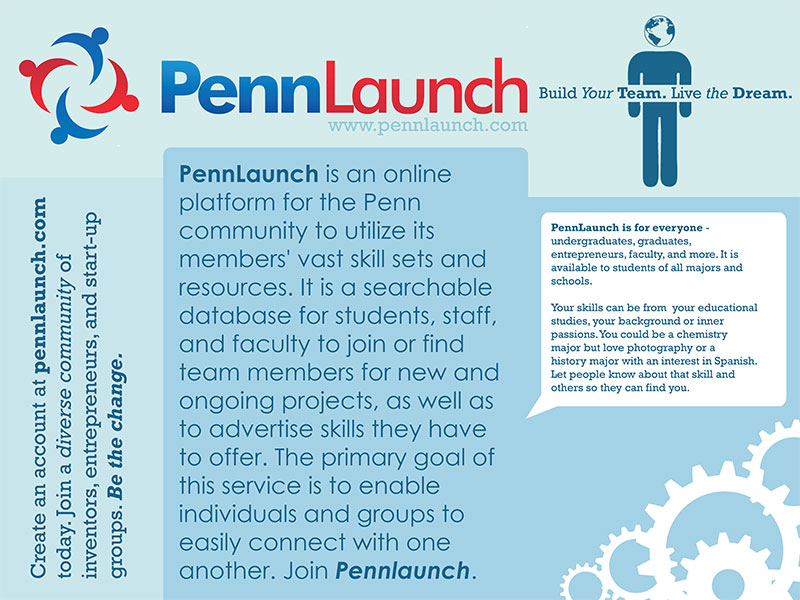 PennLaunch
www.pennlaunch.com
Build Your Team. Live the Dream.
Create an account at pennlaunch.com
today. Join a diverse community of
inventors, entrepreneurs, and start-up
groups. Be the change.
PennLaunch is an online
platform for the Penn
community to utilize its
members' vast skill sets and
resources. It is a searchable
database for students, staff,
and faculty to join or find
team members for new and
ongoing projects, as well as
to advertise skills they have
to offer. The primary goal of
this service is to enable
individuals and groups to
easily connect with one
another. Join Pennlaunch.
PennLaunch is for everyone -
undergraduates, graduates,
entrepreneurs, faculty, and more. It is
available to students of all majors and
schools.
Your skills can be from your educational
studies, your background or inner
passions. You could be a chemistry
major but love photography or a
history major with an interest in Spanish.
Let people know about that skill and
others so they can find you.